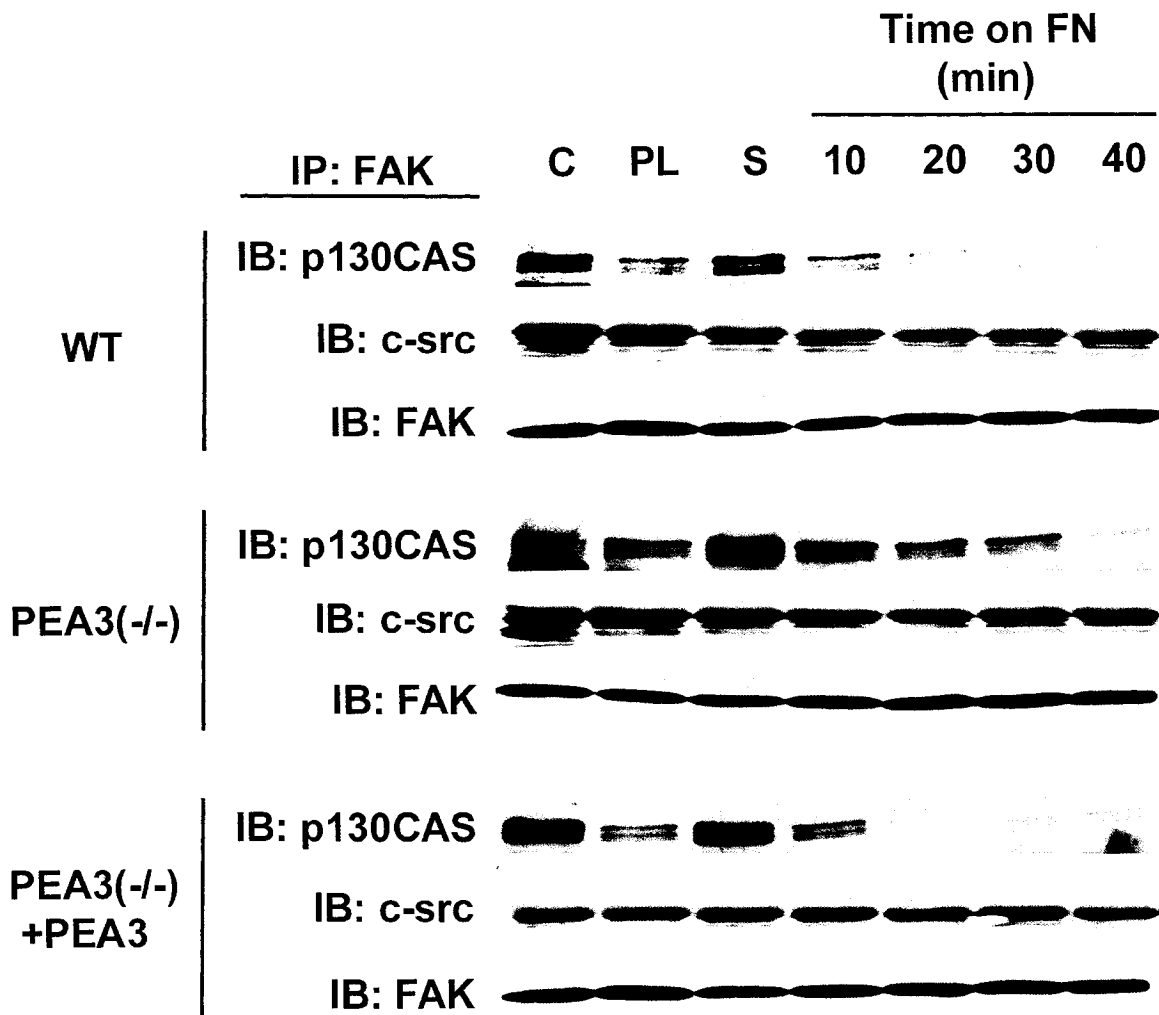 Time on FN
(min)
IP: FAK C PL S 10 20 30 40
WT
IB: p130CAS
IB: c-src
IB: FAK
PEA3(-/-)
IB: p130CAS
IB: c-src
IB: FAK
PEA3(-/-)
+PEA3
IB: p130CAS
IB: c-src
IB: FAK